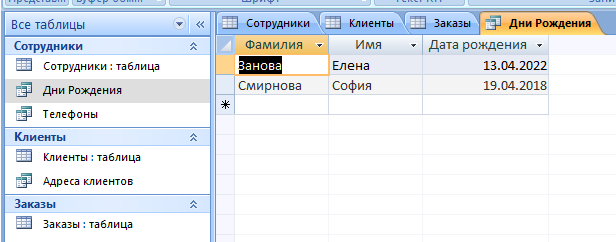 Шрифт
Все таблицы
Сотрудники
Сотрудники : таблица
Дни Рождения
Телефоны
Клиенты
Клиенты : таблица
Адреса клиентов
Заказы
Заказы : таблица
Сотрудники Клиенты Заказы Дни Рождения
Фамилия Имя Дата рождения
Занова Елена 13.04.2022
Смирнова София 19.04.2018